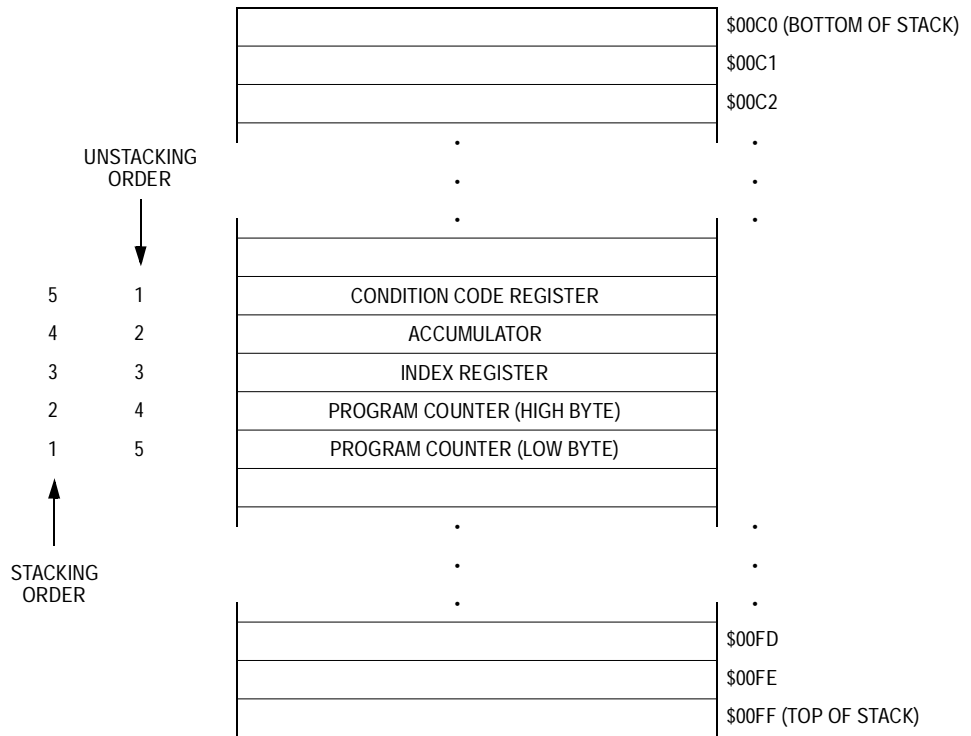 $00C0 (BOTTOM OF STACK)
$00C1
$00C2
UNSTACKING
ORDER
5 1 CONDITION CODE REGISTER
4 2 ACCUMULATOR
3 3 INDEX REGISTER
2 4 PROGRAM COUNTER (HIGH BYTE)
1 5 PROGRAM COUNTER (LOW BYTE)
STACKING
ORDER
$00FD
$00FE
$00FF (TOP OF STACK)